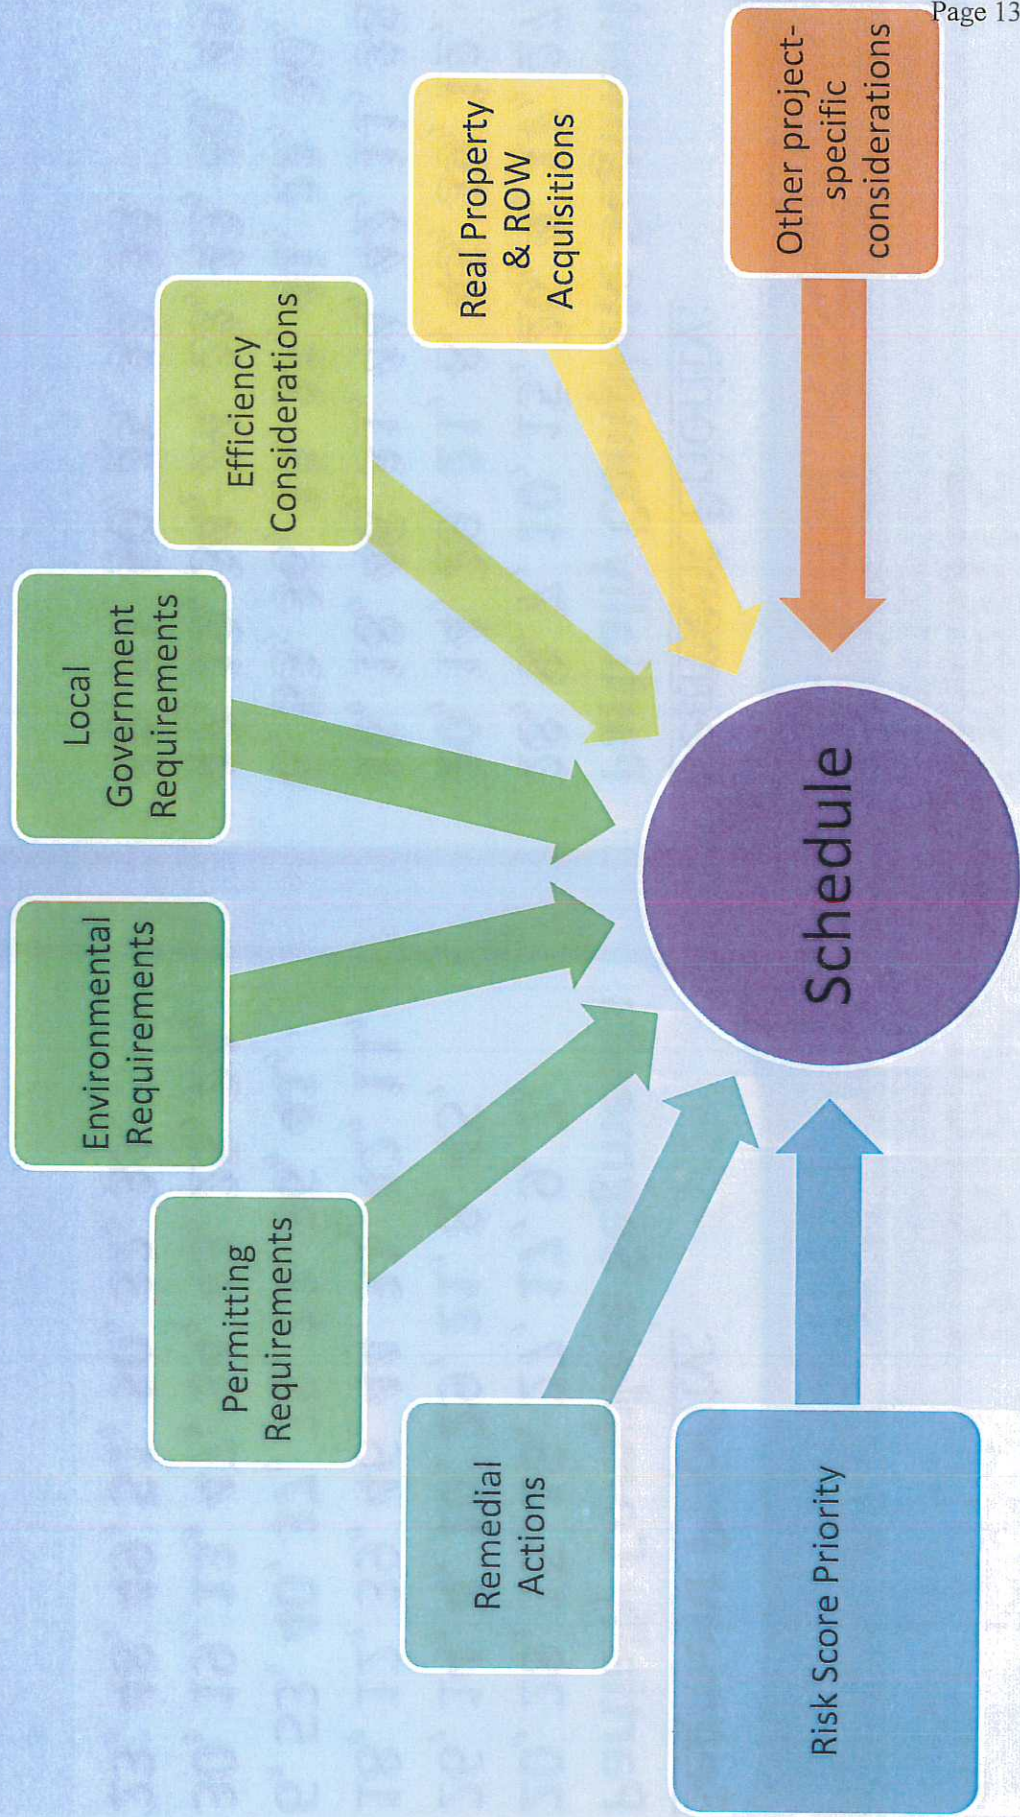 Page 13
Risk Score Priority
Remedial
Actions
Permitting
Requirements
Environmental
Requirements
Local
Government
Requirements
Efficiency
Considerations
Real Property
& ROW
Acquisitions
Other project-
specific
considerations
Schedule